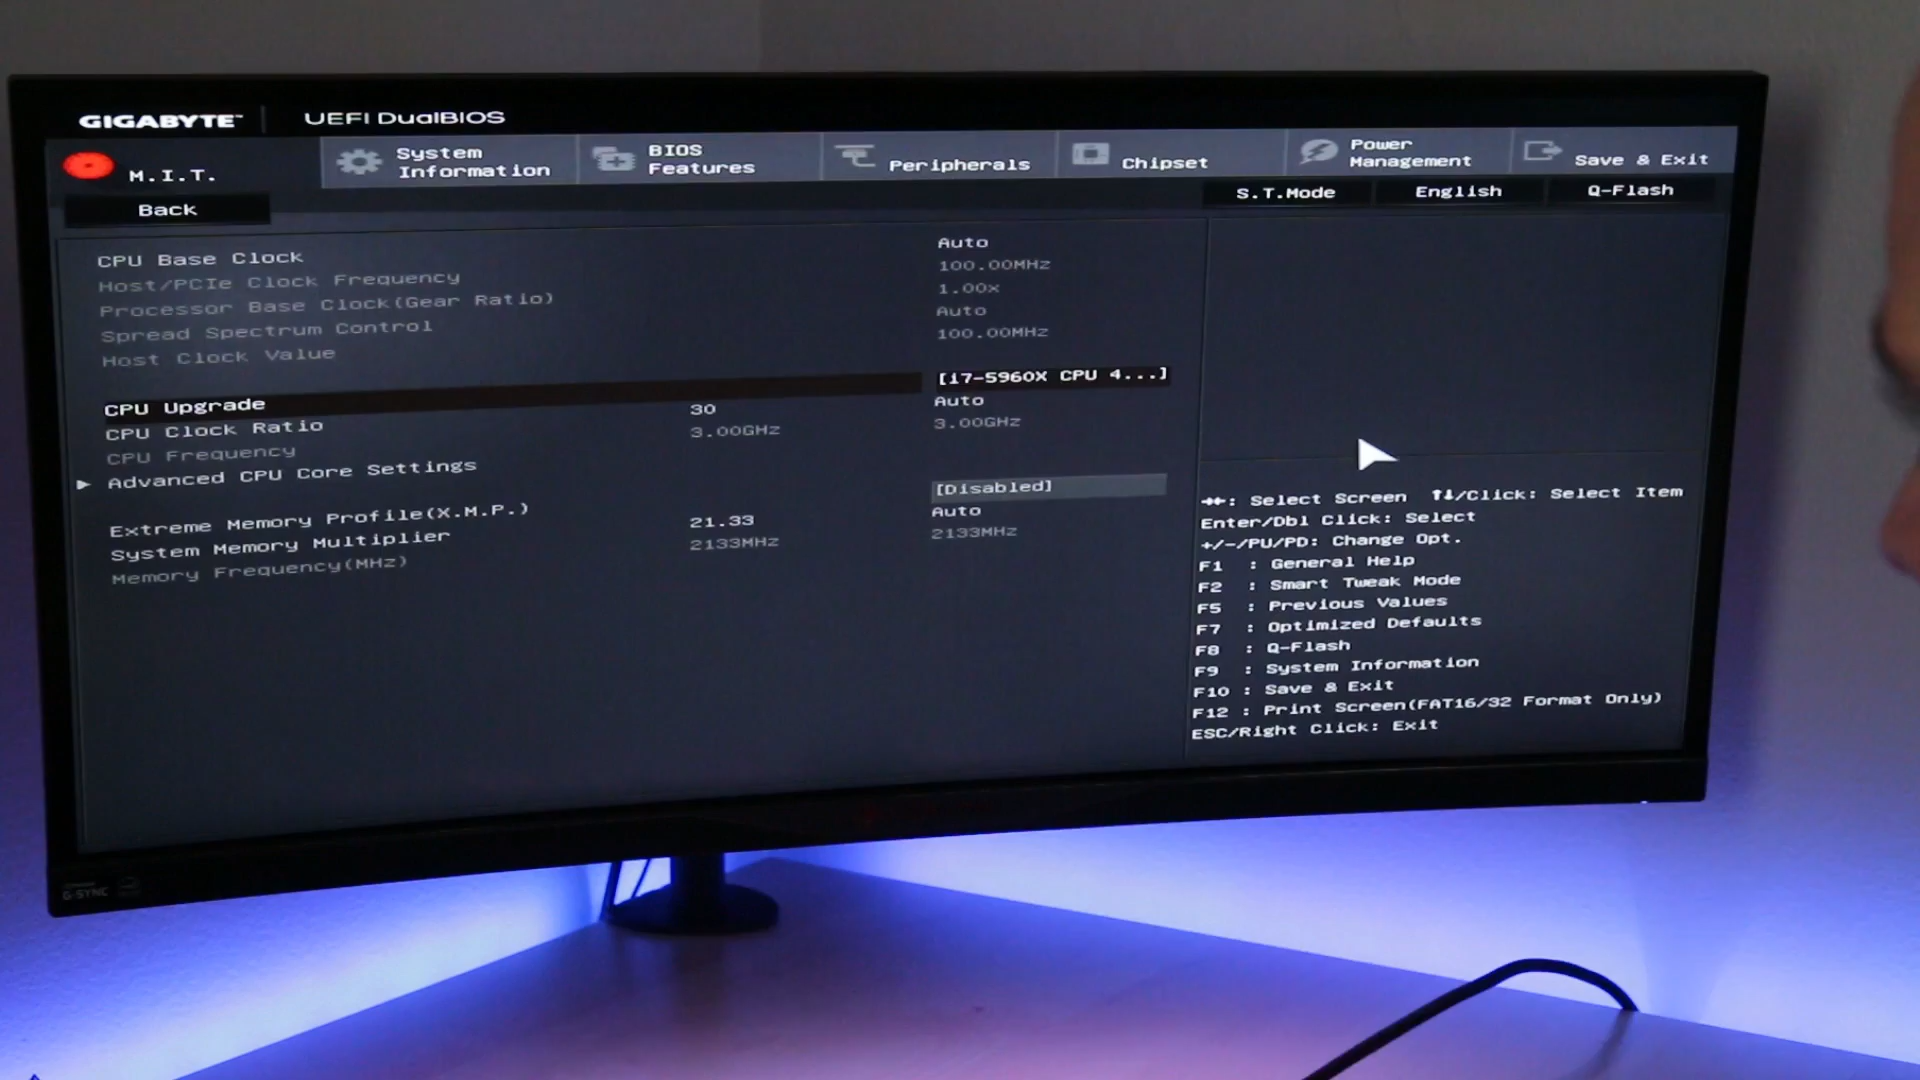 GIGABYTE™ UEFI DualBIOS
M.I.T. System Information BIOS Features Peripherals Chipset Power Management Save & Exit
Back S.T.Mode English Q-Flash
CPU Base Clock Auto
Host/PCIe Clock Frequency 100.00MHz
Processor Base Clock(Gear Ratio) 1.00x
Spread Spectrum Control Auto
Host Clock Value 100.00MHz
CPU Upgrade [i7-5960X CPU 4...]
CPU Clock Ratio 30 Auto
CPU Frequency 3.00GHz 3.00GHz
Advanced CPU Core Settings
Extreme Memory Profile(X.M.P.) [Disabled]
System Memory Multiplier 21.33 Auto
Memory Frequency(MHz) 2133MHz 2133MHz
→←: Select Screen ↑↓/Click: Select Item
Enter/Dbl Click: Select
+/-/PU/PD: Change Opt.
F1 : General Help
F2 : Smart Tweak Mode
F5 : Previous Values
F7 : Optimized Defaults
F8 : Q-Flash
F9 : System Information
F10 : Save & Exit
F12 : Print Screen(FAT16/32 Format Only)
ESC/Right Click: Exit
G-SYNC